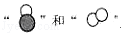 “ ” 和 “ ”.